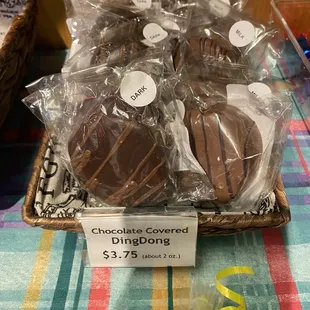 MILK
DARK
Chocolate Covered
DingDong
$3.75 (about 2 oz.)